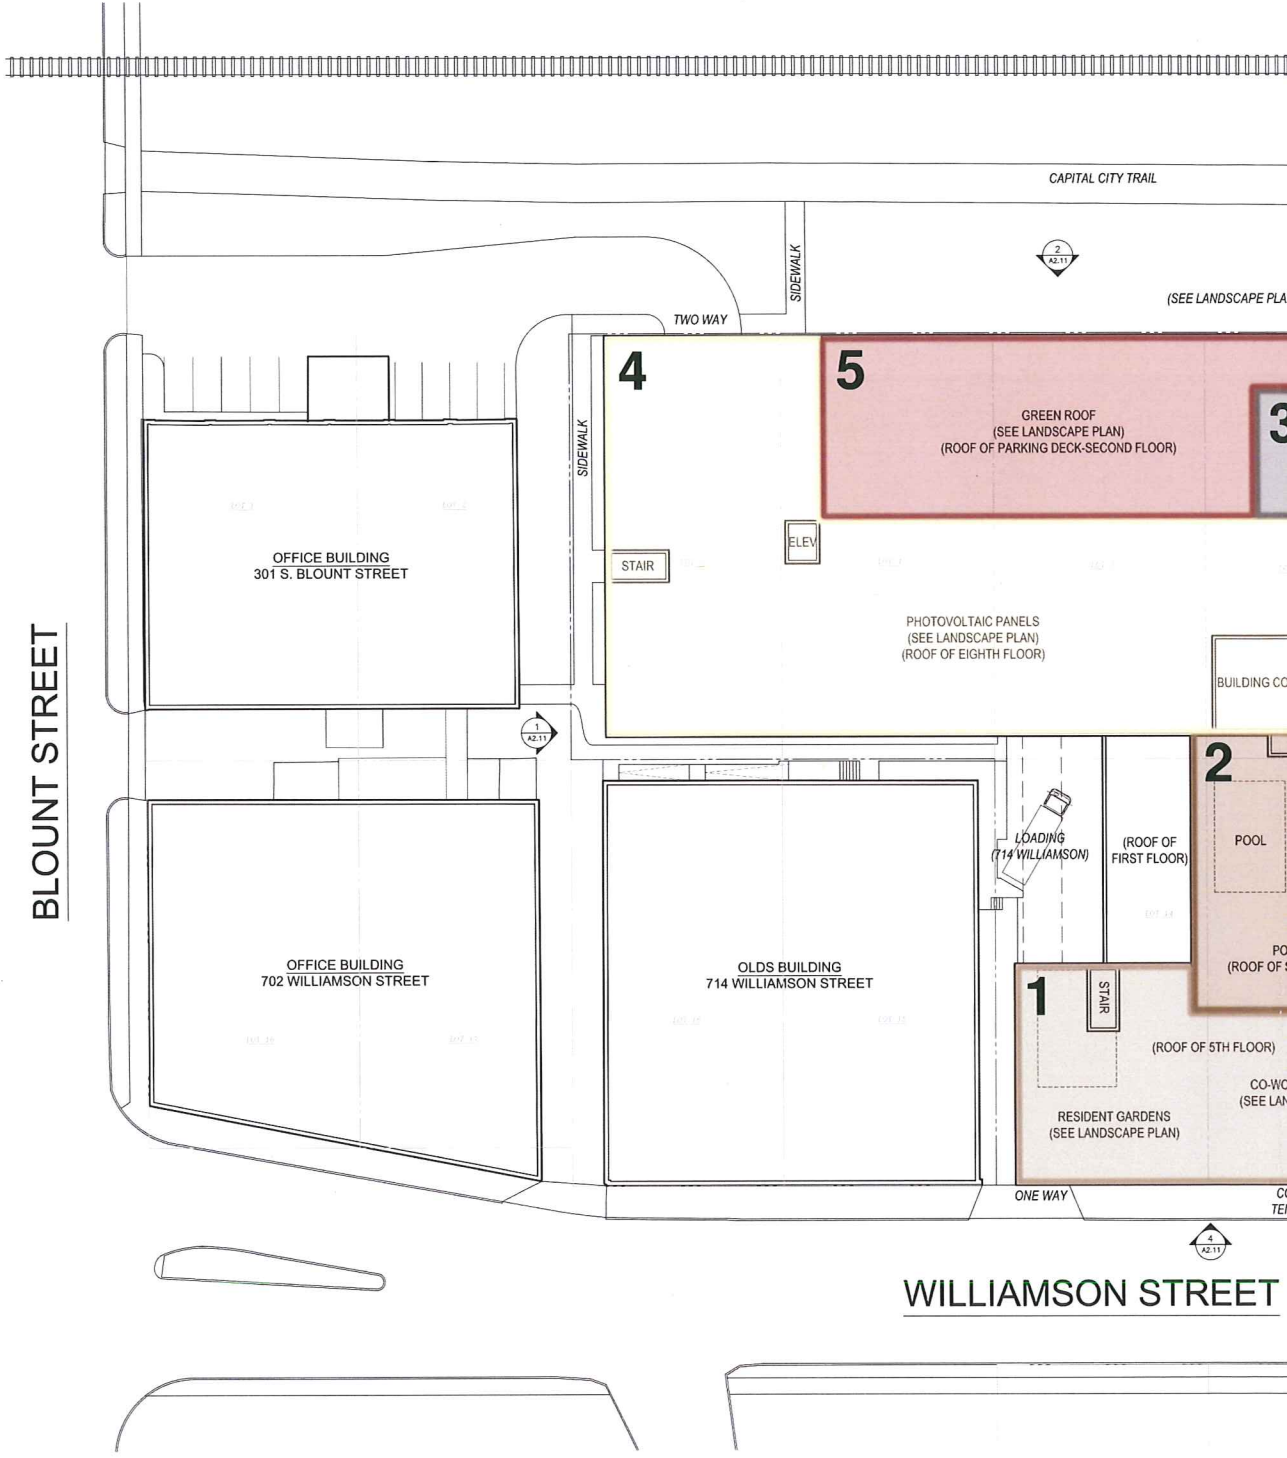 CAPITAL CITY TRAIL
SIDEWALK
2
A2.11
(SEE LANDSCAPE PLA
TWO WAY
4
5
GREEN ROOF
(SEE LANDSCAPE PLAN)
(ROOF OF PARKING DECK-SECOND FLOOR)
3
SIDEWALK
ELEV
STAIR
OFFICE BUILDING
301 S. BLOUNT STREET
PHOTOVOLTAIC PANELS
(SEE LANDSCAPE PLAN)
(ROOF OF EIGHTH FLOOR)
BUILDING CO
BLOUNT STREET
1
A2.11
2
LOADING
(714 WILLIAMSON)
(ROOF OF
FIRST FLOOR)
POOL
OFFICE BUILDING
702 WILLIAMSON STREET
OLDS BUILDING
714 WILLIAMSON STREET
PO
(ROOF OF
1
STAIR
(ROOF OF 5TH FLOOR)
CO-WO
(SEE LAN
RESIDENT GARDENS
(SEE LANDSCAPE PLAN)
ONE WAY
CO
TE
4
A2.11
WILLIAMSON STREET